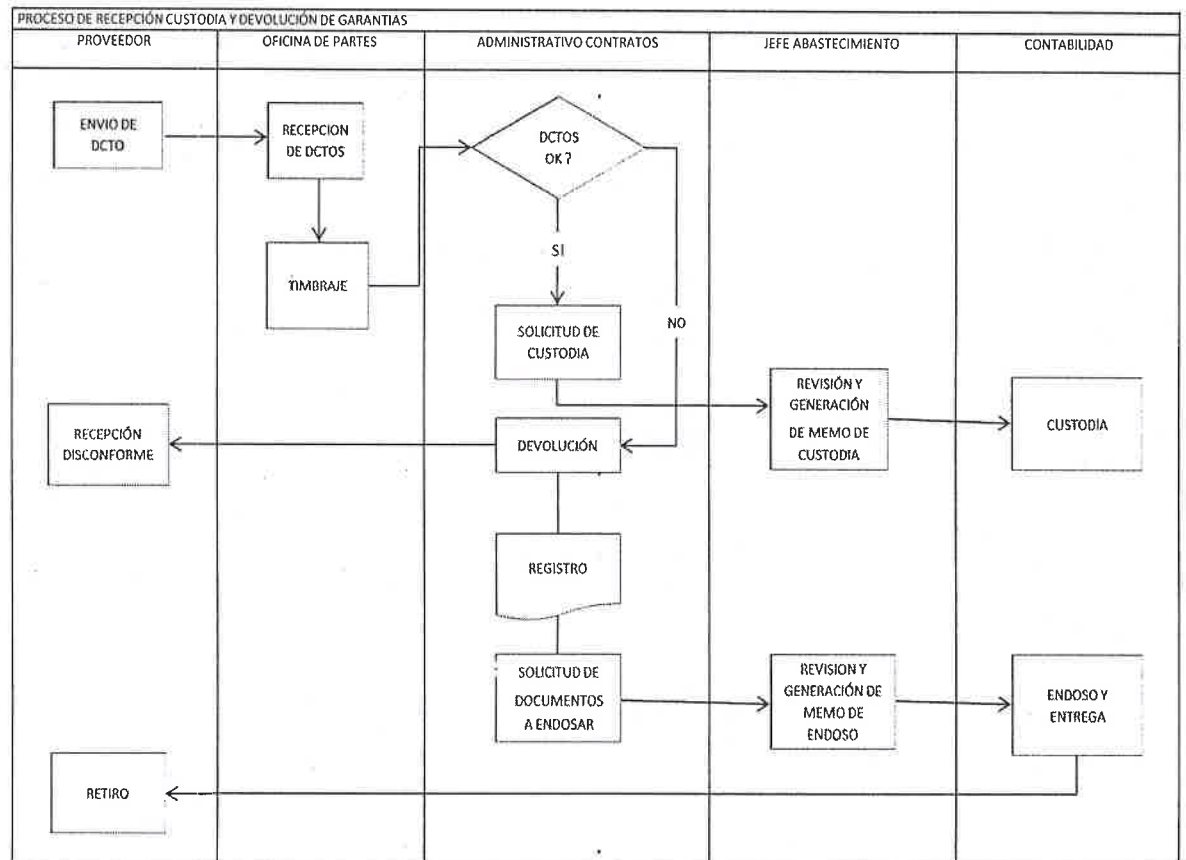 PROCESO DE RECEPCIÓN CUSTODIA Y DEVOLUCIÓN DE GARANTIAS
PROVEEDOR
OFICINA DE PARTES
ADMINISTRATIVO CONTRATOS
JEFE ABASTECIMIENTO
CONTABILIDAD
ENVIO DE
DCTO
RECEPCION
DE DCTOS
DCTOS
OK ?
TIMBRAJE
SI
NO
SOLICITUD DE
CUSTODIA
REVISIÓN Y
GENERACIÓN
DE MEMO DE
CUSTODIA
CUSTODIA
RECEPCIÓN
DISCONFORME
DEVOLUCIÓN
REGISTRO
SOLICITUD DE
DOCUMENTOS
A ENDOSAR
REVISION Y
GENERACIÓN DE
MEMO DE
ENDOSO
ENDOSO Y
ENTREGA
RETIRO